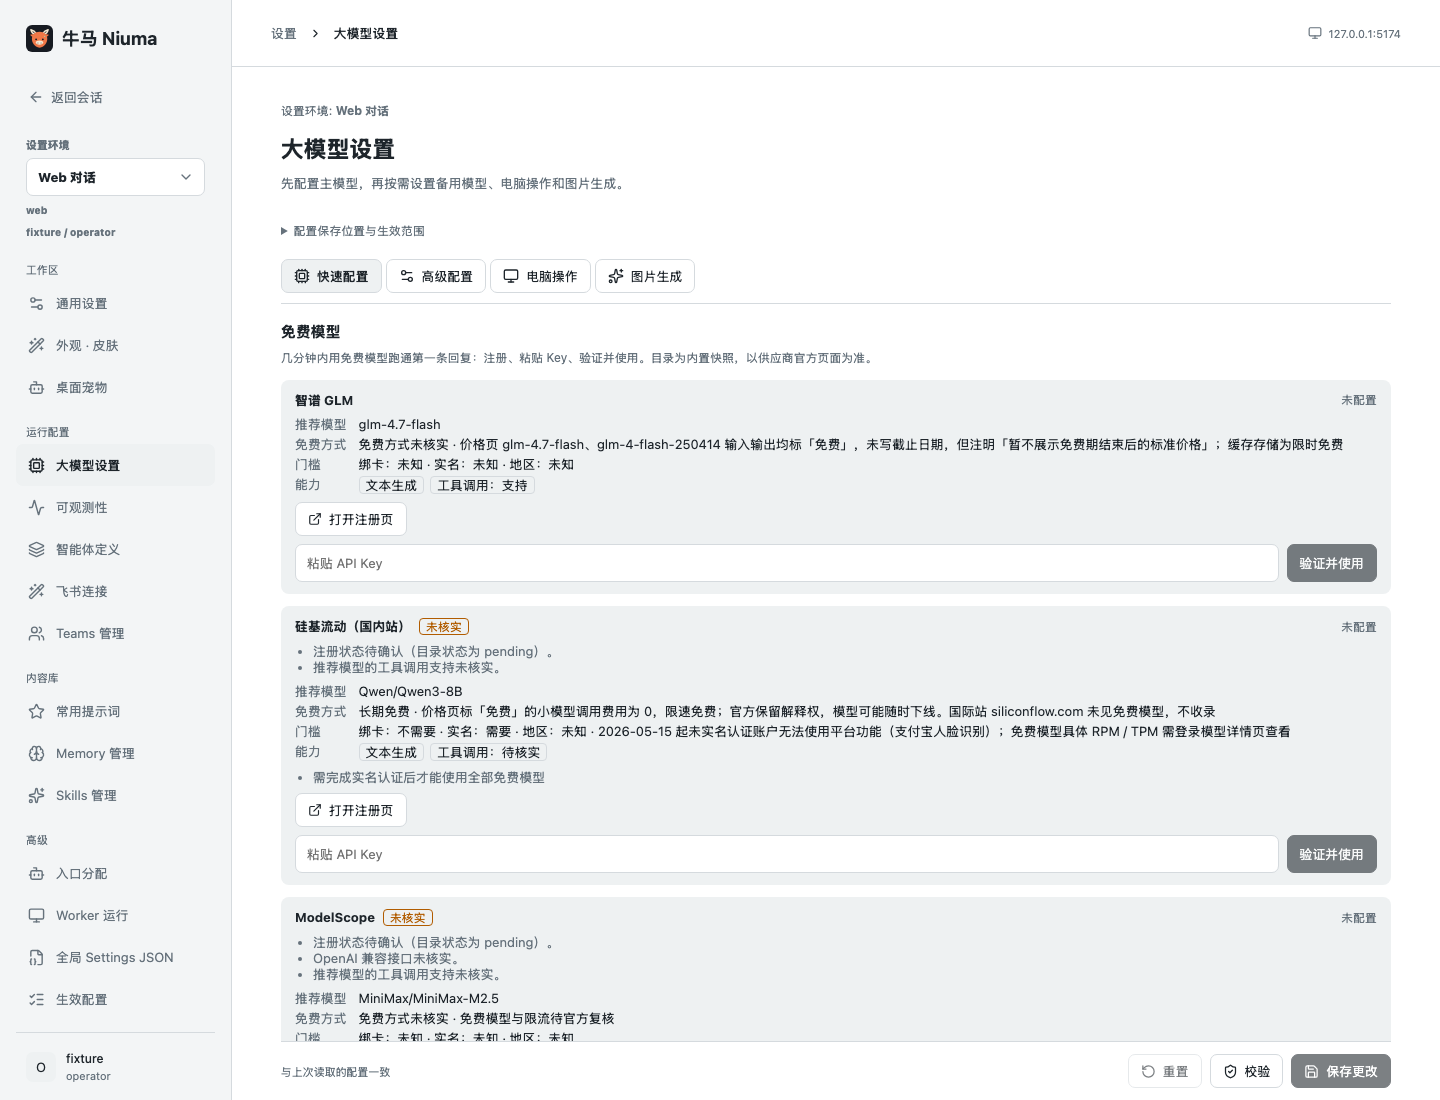 牛马 Niuma
返回会话
设置环境
Web 对话
web
fixture / operator
工作区
通用设置
外观 · 皮肤
桌面宠物
运行配置
大模型设置
可观测性
智能体定义
飞书连接
Teams 管理
内容库
常用提示词
Memory 管理
Skills 管理
高级
入口分配
Worker 运行
全局 Settings JSON
生效配置
O
fixture
operator
设置 > 大模型设置
127.0.0.1:5174
设置环境: Web 对话
大模型设置
先配置主模型，再按需设置备用模型、电脑操作和图片生成。
配置保存位置与生效范围
快速配置 高级配置 电脑操作 图片生成
免费模型
几分钟内用免费模型跑通第一条回复：注册、粘贴 Key、验证并使用。目录为内置快照，以供应商官方页面为准。
智谱 GLM 未配置
推荐模型 glm-4.7-flash
免费方式 免费方式未核实 · 价格页 glm-4.7-flash、glm-4-flash-250414 输入输出均标「免费」，未写截止日期，但注明「暂不展示免费期结束后的标准价格」；缓存存储为限时免费
门槛 绑卡：未知 · 实名：未知 · 地区：未知
能力 文本生成 工具调用：支持
打开注册页
粘贴 API Key 验证并使用
硅基流动（国内站） 未核实 未配置
• 注册状态待确认（目录状态为 pending）。
• 推荐模型的工具调用支持未核实。
推荐模型 Qwen/Qwen3-8B
免费方式 长期免费 · 价格页标「免费」的小模型调用费用为 0，限速免费；官方保留解释权，模型可能随时下线。国际站 siliconflow.com 未见免费模型，不收录
门槛 绑卡：不需要 · 实名：需要 · 地区：未知 · 2026-05-15 起未实名认证账户无法使用平台功能（支付宝人脸识别）；免费模型具体 RPM / TPM 需登录模型详情页查看
能力 文本生成 工具调用：待核实
• 需完成实名认证后才能使用全部免费模型
打开注册页
粘贴 API Key 验证并使用
ModelScope 未核实 未配置
• 注册状态待确认（目录状态为 pending）。
• OpenAI 兼容接口未核实。
• 推荐模型的工具调用支持未核实。
推荐模型 MiniMax/MiniMax-M2.5
免费方式 免费方式未核实 · 免费模型与限流待官方复核
门槛 绑卡：未知 · 实名：未知 · 地区：未知
与上次读取的配置一致
重置 校验 保存更改